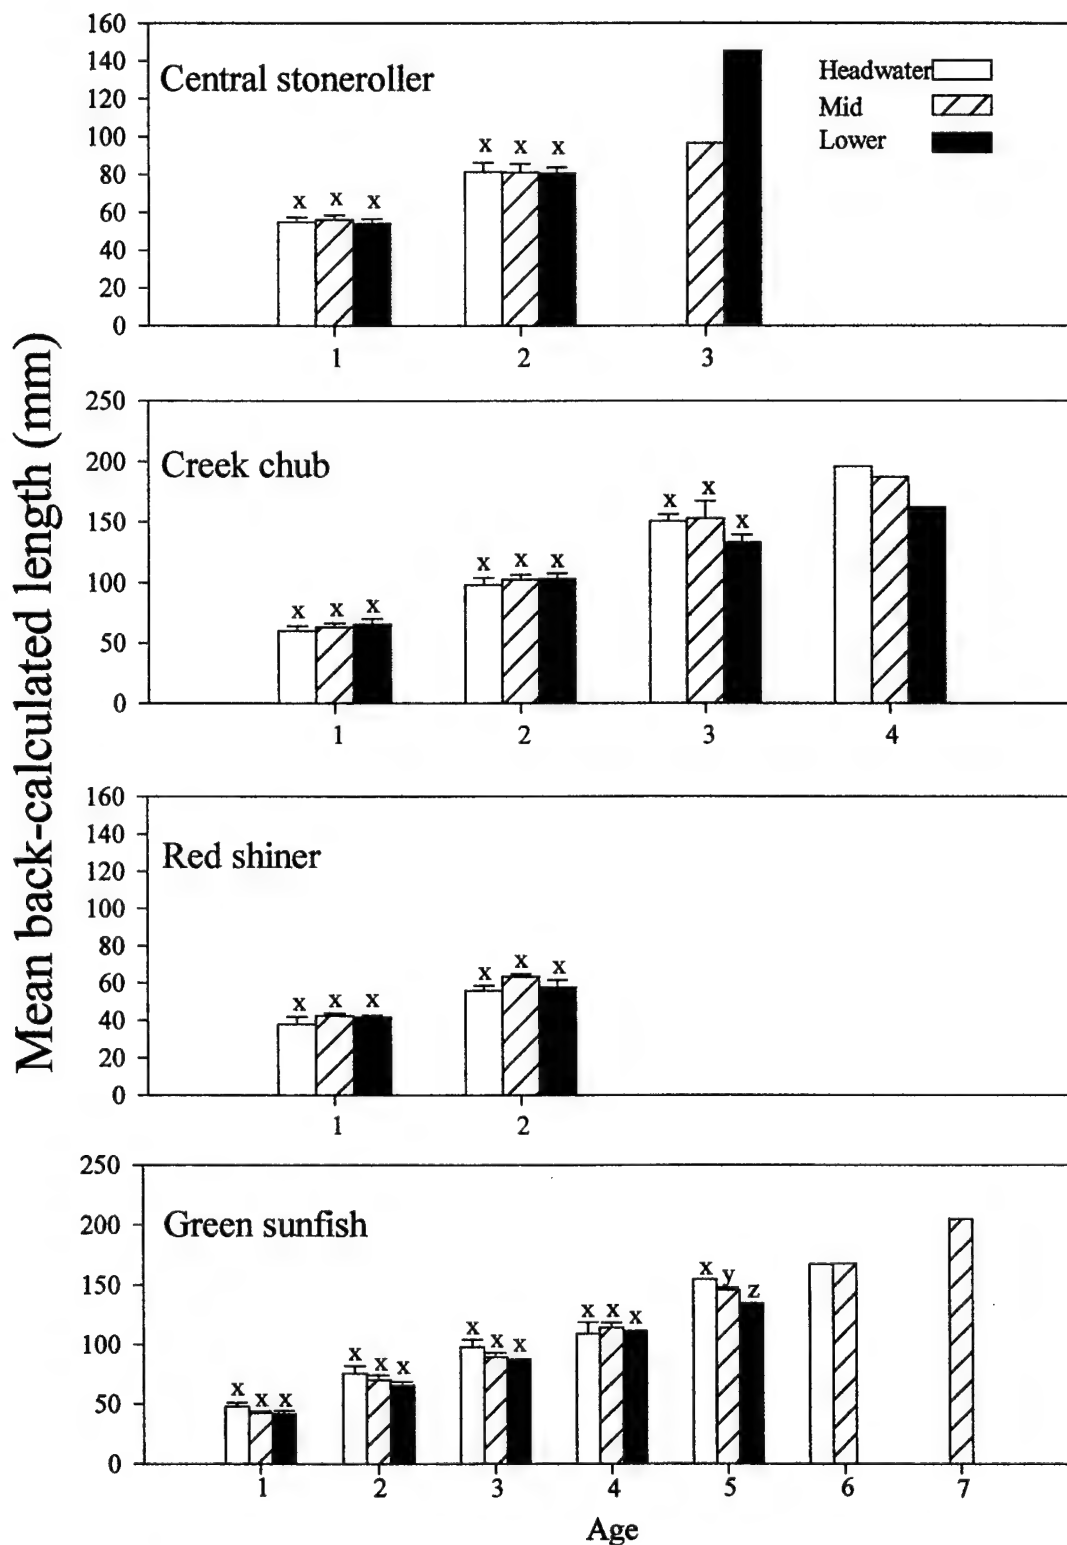 Mean back-calculated length (mm)
160
140
120
100
80
60
40
20
0
Central stoneroller
Headwater
Mid
Lower
x x x
x x x
1 2 3
250
200
150
100
50
0
Creek chub
x x x
x x x
x x x
1 2 3 4
160
140
120
100
80
60
40
20
0
Red shiner
x x x
x x x
1 2
250
200
150
100
50
0
Green sunfish
x x x
x x x
x x x
x x x
x y z
1 2 3 4 5 6 7
Age